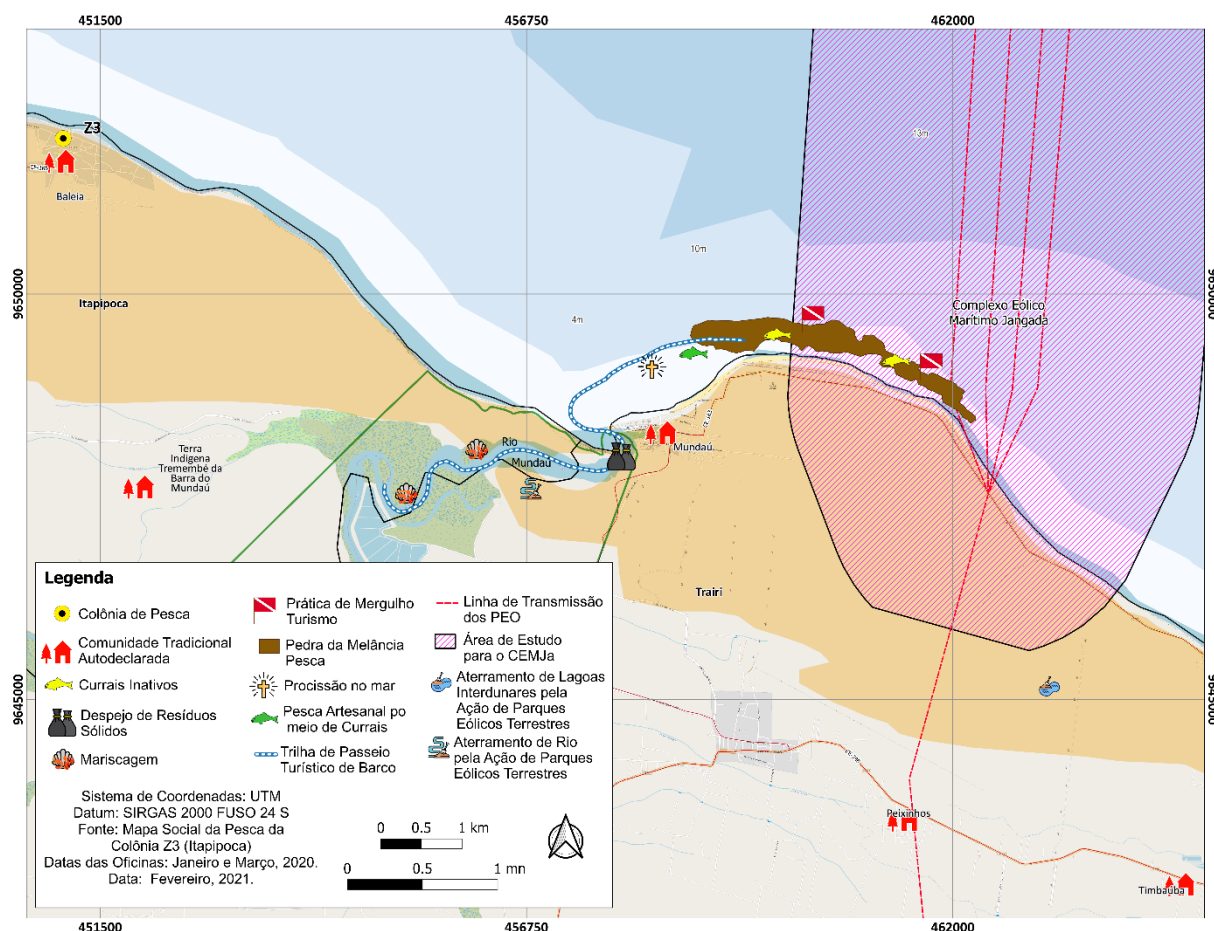 451500
456750
462000
Z3
13m
Baleia
9650000
9650000
10m
Itapipoca
Complexo Eólico
Marítimo Jangada
4m
CE-163
Rio
Mundaú
Mundaú
Terra
Indígena
Tremembé da
Barra do
Mundaú
Trairi
Legenda
Colônia de Pesca
Comunidade Tradicional
Autodeclarada
Currais Inativos
Despejo de Resíduos
Sólidos
Mariscagem
Prática de Mergulho
Turismo
Pedra da Melância
Pesca
Procissão no mar
Pesca Artesanal po
meio de Currais
Trilha de Passeio
Turístico de Barco
Linha de Transmissão
dos PEO
Área de Estudo
para o CEMJa
Aterramento de Lagoas
Interdunares pela
Ação de Parques
Eólicos Terrestres
Aterramento de Rio
pela Ação de Parques
Eólicos Terrestres
9645000
9645000
Sistema de Coordenadas: UTM
Datum: SIRGAS 2000 FUSO 24 S
Fonte: Mapa Social da Pesca da
Colônia Z3 (Itapipoca)
Datas das Oficinas: Janeiro e Março, 2020.
Data: Fevereiro, 2021.
0 0.5 1 km
0 0.5 1 mn
Peixinhos
Timbaúba
451500
456750
462000